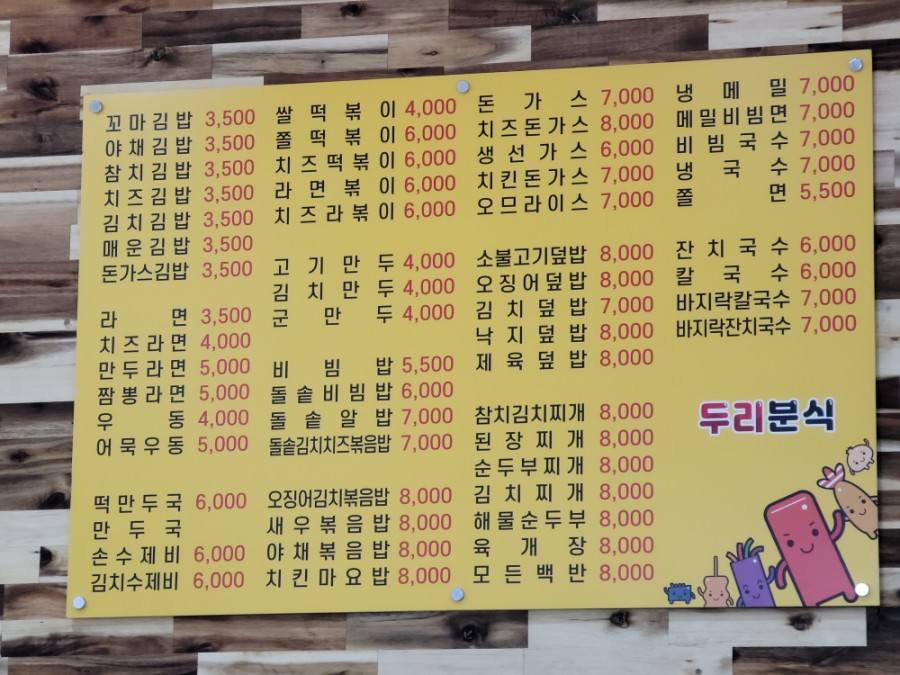 꼬마김밥 3,500
야채김밥 3,500
참치김밥 3,500
치즈김밥 3,500
김치김밥 3,500
매운김밥 3,500
돈가스김밥 3,500
라면 3,500
치즈라면 4,000
만두라면 5,000
짬뽕라면 5,000
우동 4,000
어묵우동 5,000
떡만두국 6,000
만두국
손수제비 6,000
김치수제비 6,000
쌀떡볶이 4,000
쫄떡볶이 6,000
치즈떡볶이 6,000
라면볶이 6,000
치즈라볶이 6,000
고기만두 4,000
김치만두 4,000
군만두 4,000
비빔밥 5,500
돌솥비빔밥 6,000
돌솥알밥 7,000
돌솥김치치즈볶음밥 7,000
오징어김치볶음밥 8,000
새우볶음밥 8,000
야채볶음밥 8,000
치킨마요밥 8,000
돈가스 7,000
치즈돈가스 8,000
생선가스 6,000
치킨돈가스 7,000
오므라이스 7,000
소불고기덮밥 8,000
오징어덮밥 8,000
김치덮밥 7,000
낙지덮밥 8,000
제육덮밥 8,000
참치김치찌개 8,000
된장찌개 8,000
순두부찌개 8,000
김치찌개 8,000
해물순두부 8,000
육개장 8,000
모든백반 8,000
냉메밀 7,000
메밀비빔면 7,000
비빔국수 7,000
냉국수 7,000
쫄면 5,500
잔치국수 6,000
칼국수 6,000
바지락칼국수 7,000
바지락잔치국수 7,000
두리분식